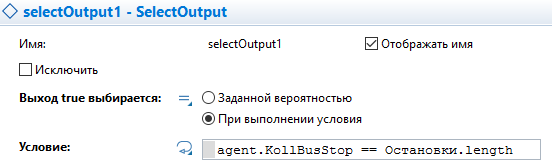 selectOutput1 - SelectOutput
Имя: selectOutput1 Отображать имя
Исключить
Выход true выбирается: Заданной вероятностью
При выполнении условия
Условие: agent.KollBusStop == Остановки.length